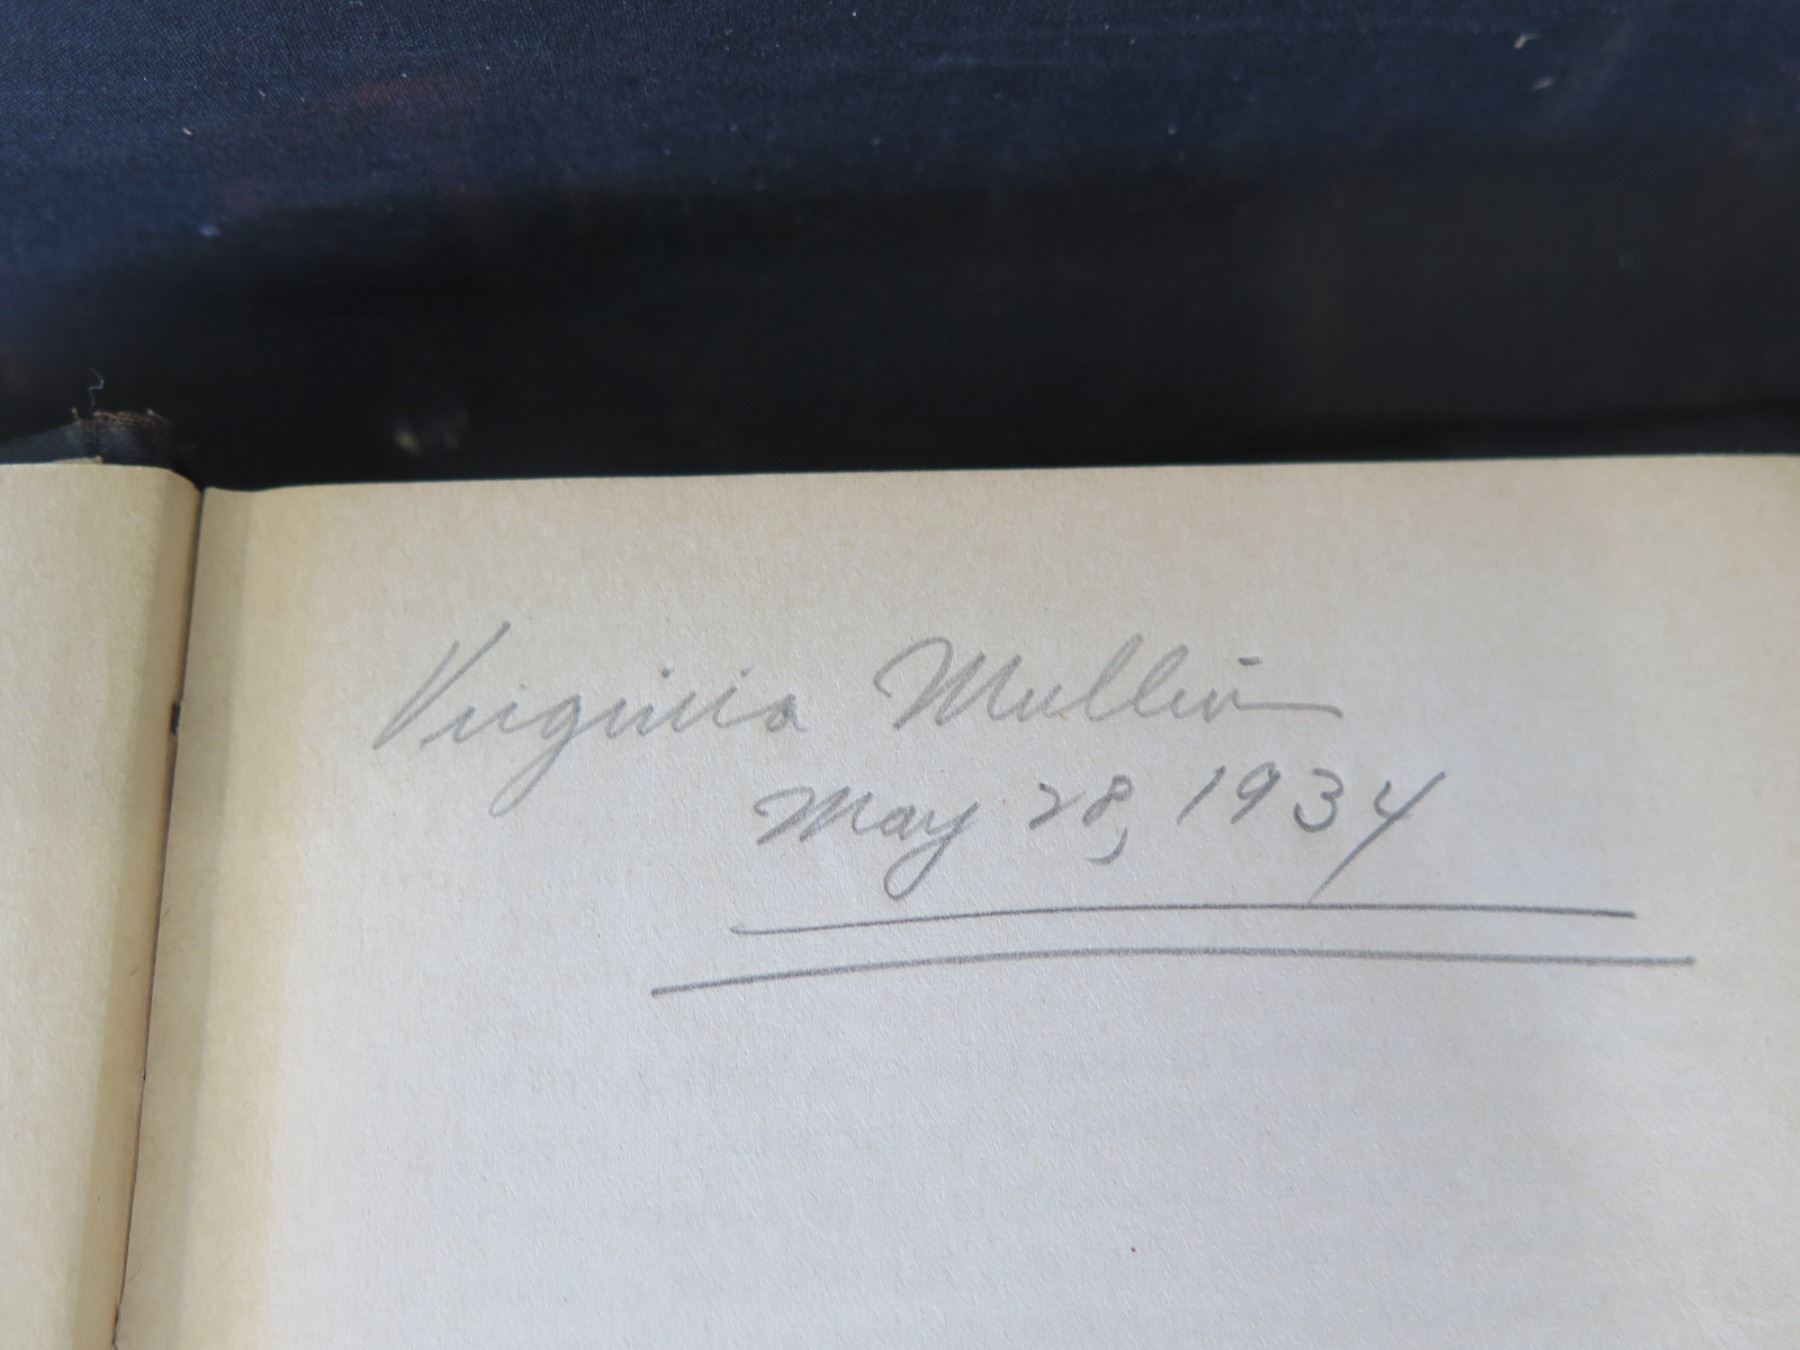 Virginia Mullin
May 28, 1934